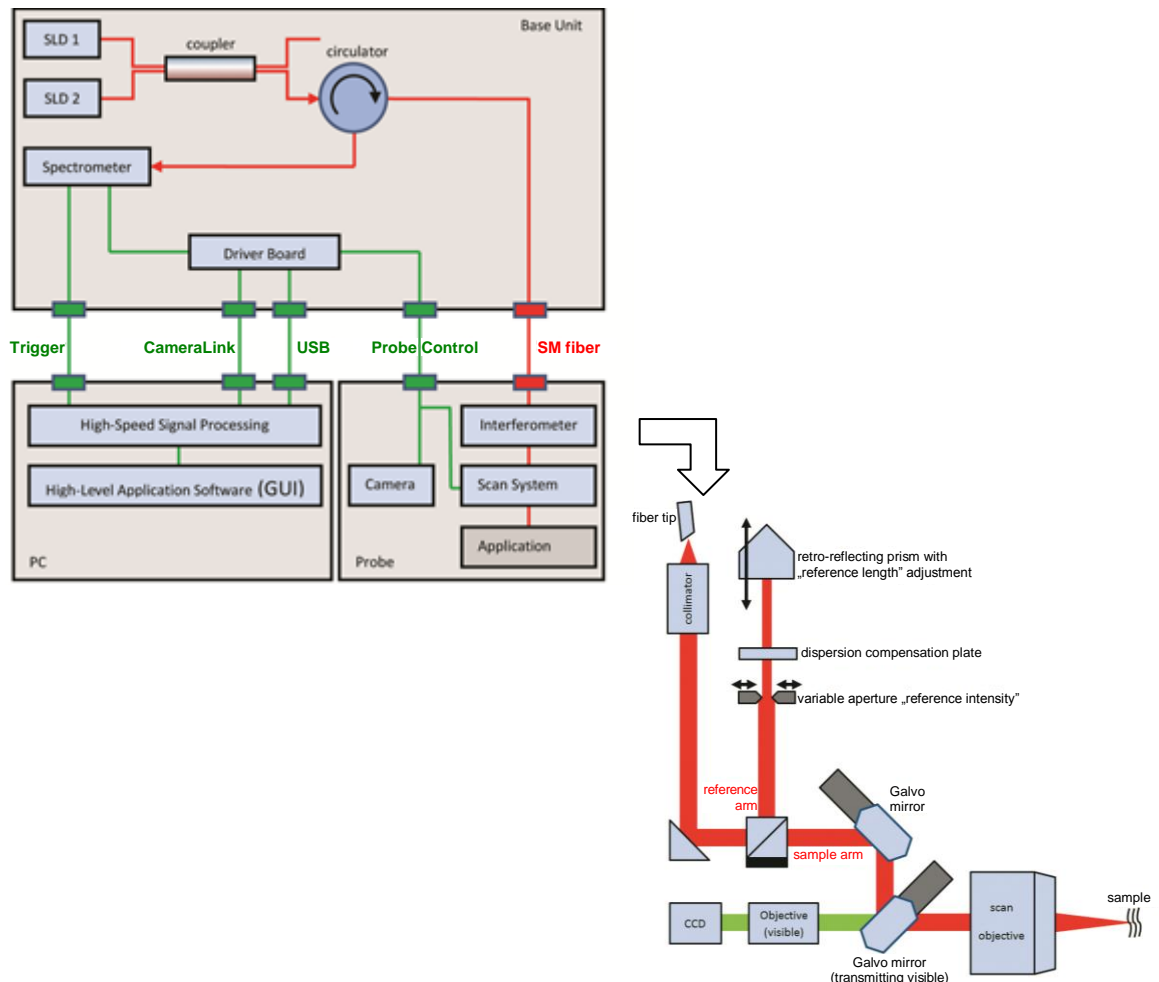 Base Unit
SLD 1
coupler
circulator
SLD 2
Spectrometer
Driver Board
Trigger
CameraLink
USB
Probe Control
SM fiber
High-Speed Signal Processing
High-Level Application Software (GUI)
PC
Interferometer
Camera
Scan System
Application
Probe
fiber tip
collimator
retro-reflecting prism with
„reference length” adjustment
dispersion compensation plate
variable aperture „reference intensity”
reference
arm
sample arm
Galvo
mirror
CCD
Objective
(visible)
Galvo mirror
(transmitting visible)
scan
objective
sample